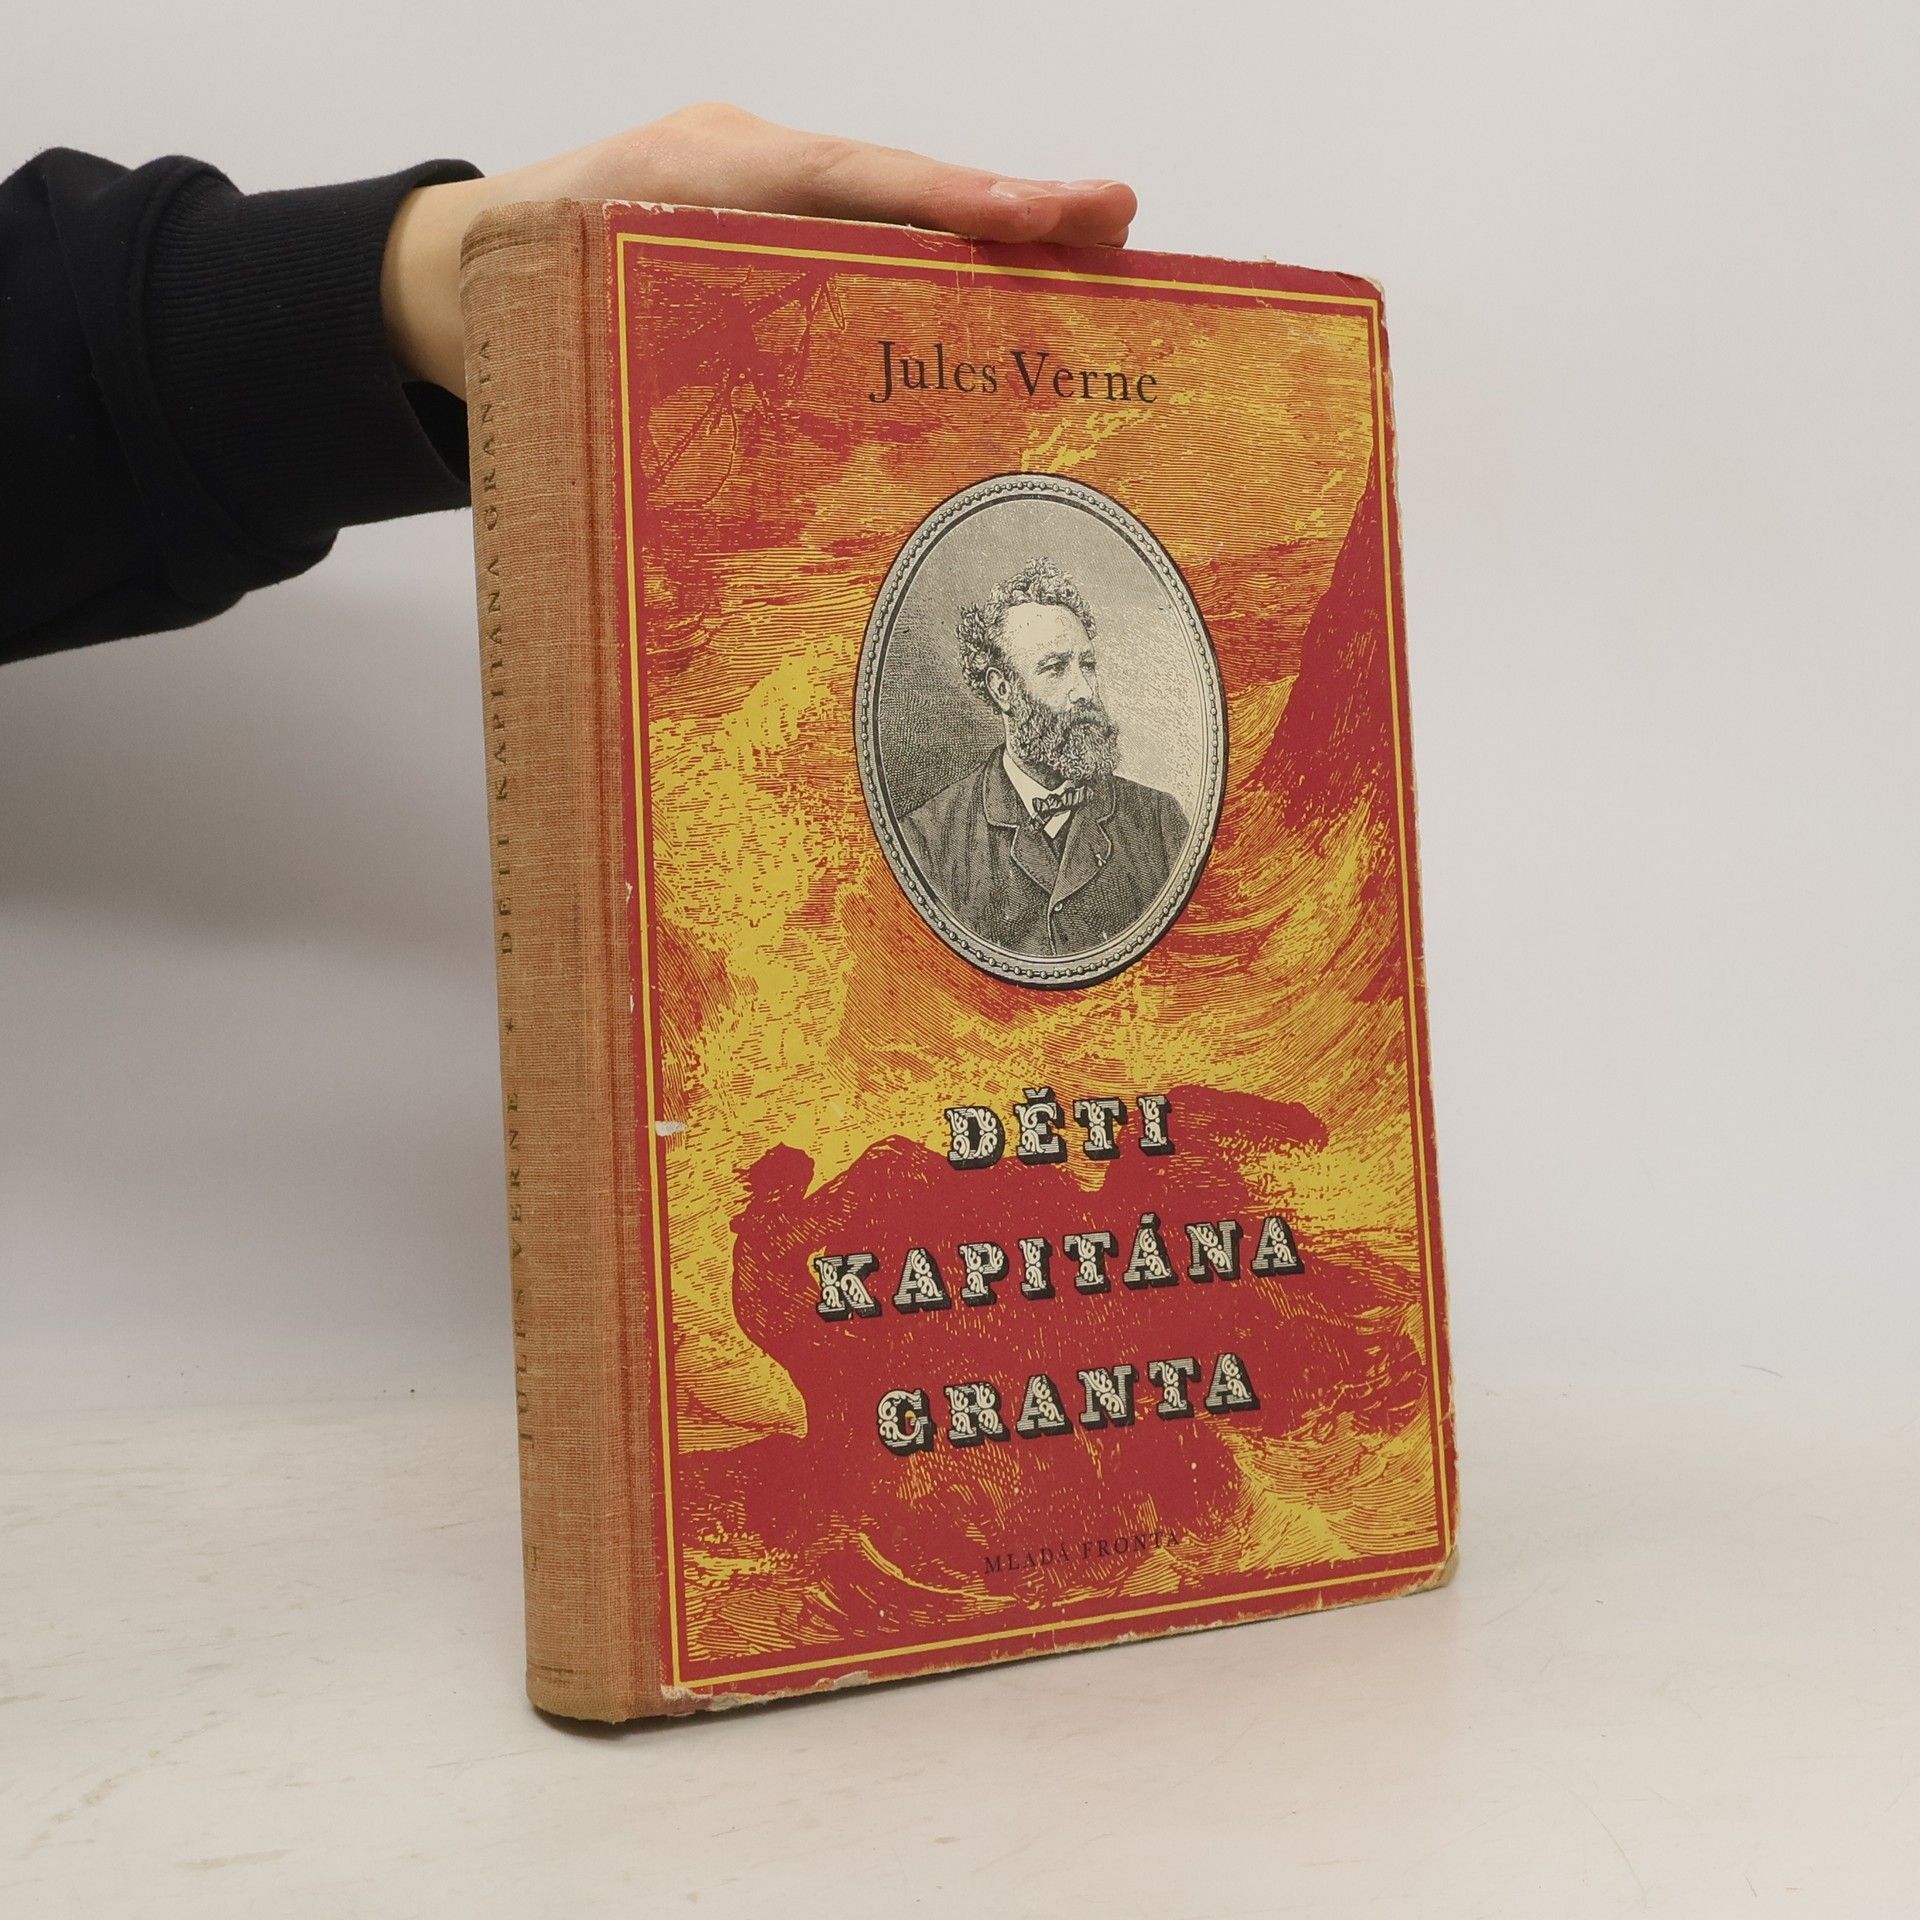 Jules Verne
DĚTI
KAPITÁNA
GRANTA
MLADÁ FRONTA
JULES VERNE * DĚTI KAPITÁNA GRANTA